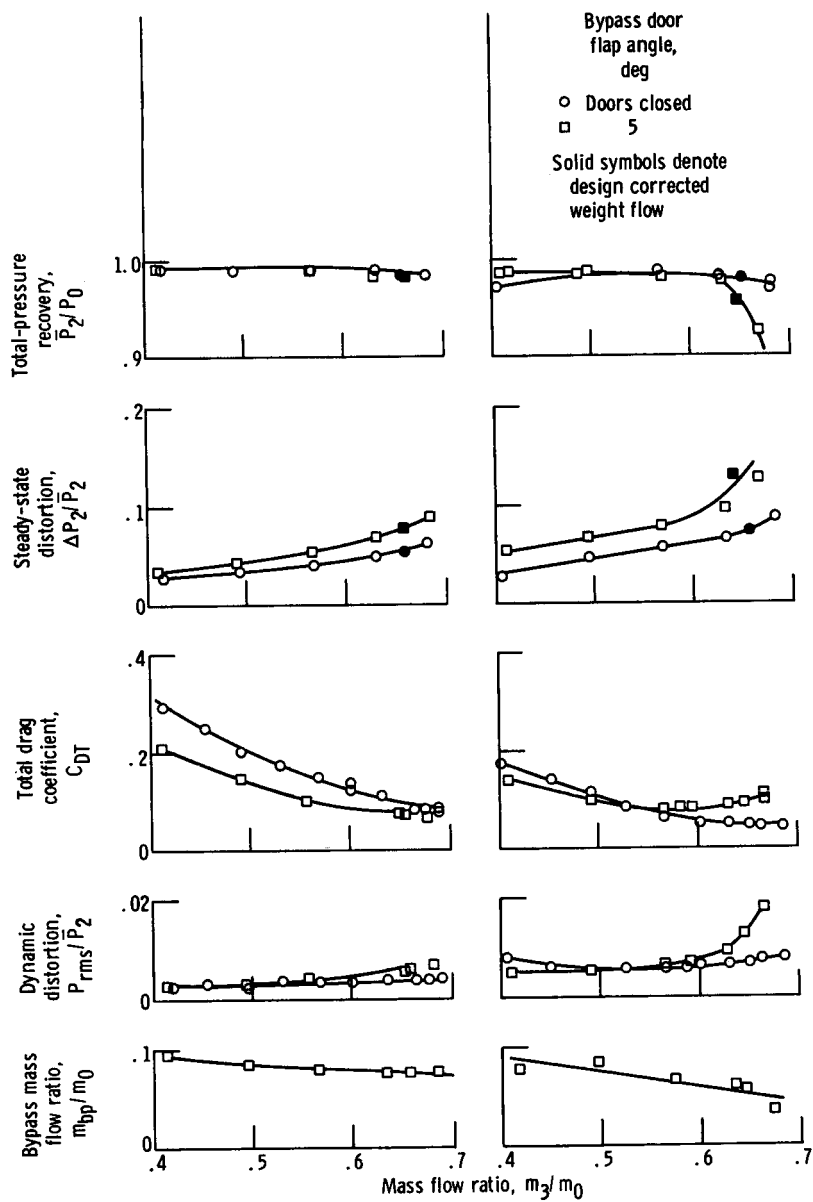 Bypass door
flap angle,
deg
Doors closed
5
Solid symbols denote
design corrected
weight flow
Total-pressure
recovery,
P̅2/P0
1.0
.9
Steady-state
distortion,
ΔP2/P̅2
.2
.1
0
Total drag
coefficient,
CDT
.4
.2
0
Dynamic
distortion,
Prms/P̅2
.02
0
Bypass mass
flow ratio,
mbp/m0
.1
0
.4 .5 .6 .7 .4 .5 .6 .7
Mass flow ratio, m3/m0